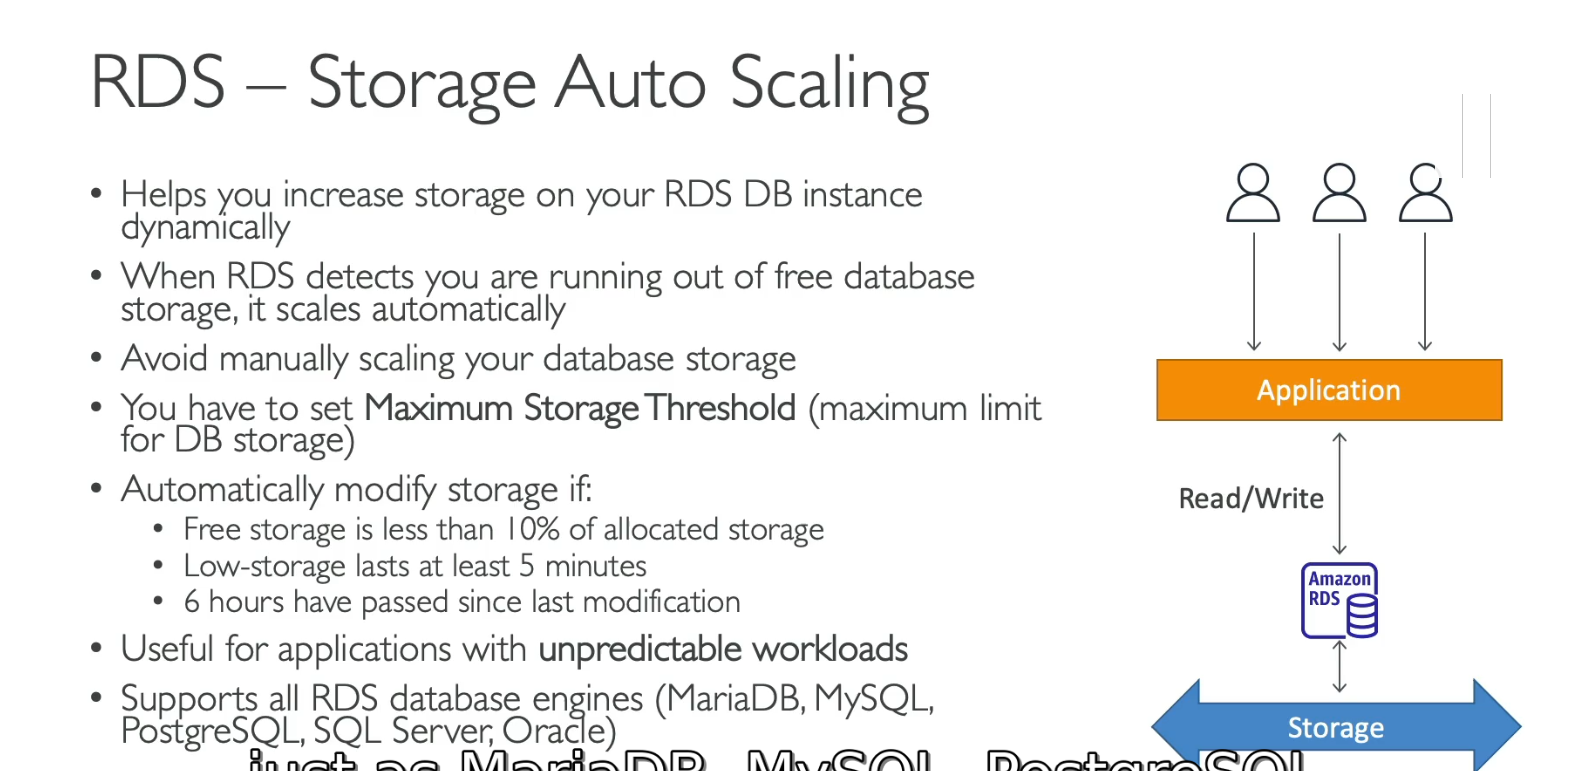 RDS – Storage Auto Scaling
• Helps you increase storage on your RDS DB instance
dynamically
• When RDS detects you are running out of free database
storage, it scales automatically
• Avoid manually scaling your database storage
• You have to set Maximum Storage Threshold (maximum limit
for DB storage)
• Automatically modify storage if:
• Free storage is less than 10% of allocated storage
• Low-storage lasts at least 5 minutes
• 6 hours have passed since last modification
• Useful for applications with unpredictable workloads
• Supports all RDS database engines (MariaDB, MySQL,
PostgreSQL, SQL Server, Oracle)
Application
Read/Write
Amazon
RDS
Storage
just as MariaDB, MySQL, PostgreSQL